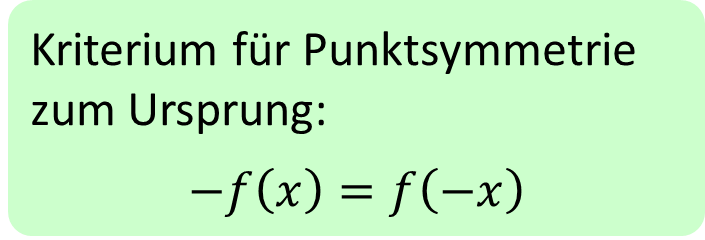 Kriterium für Punktsymmetrie
zum Ursprung:
−f(x) = f(−x)